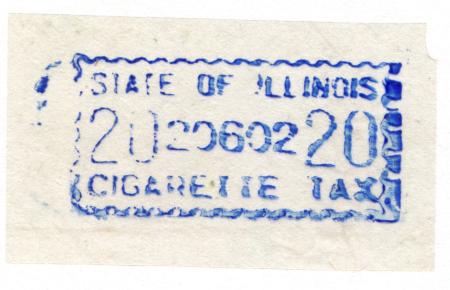 STATE OF ILLINOIS
20 20602 20
CIGARETTE TAX